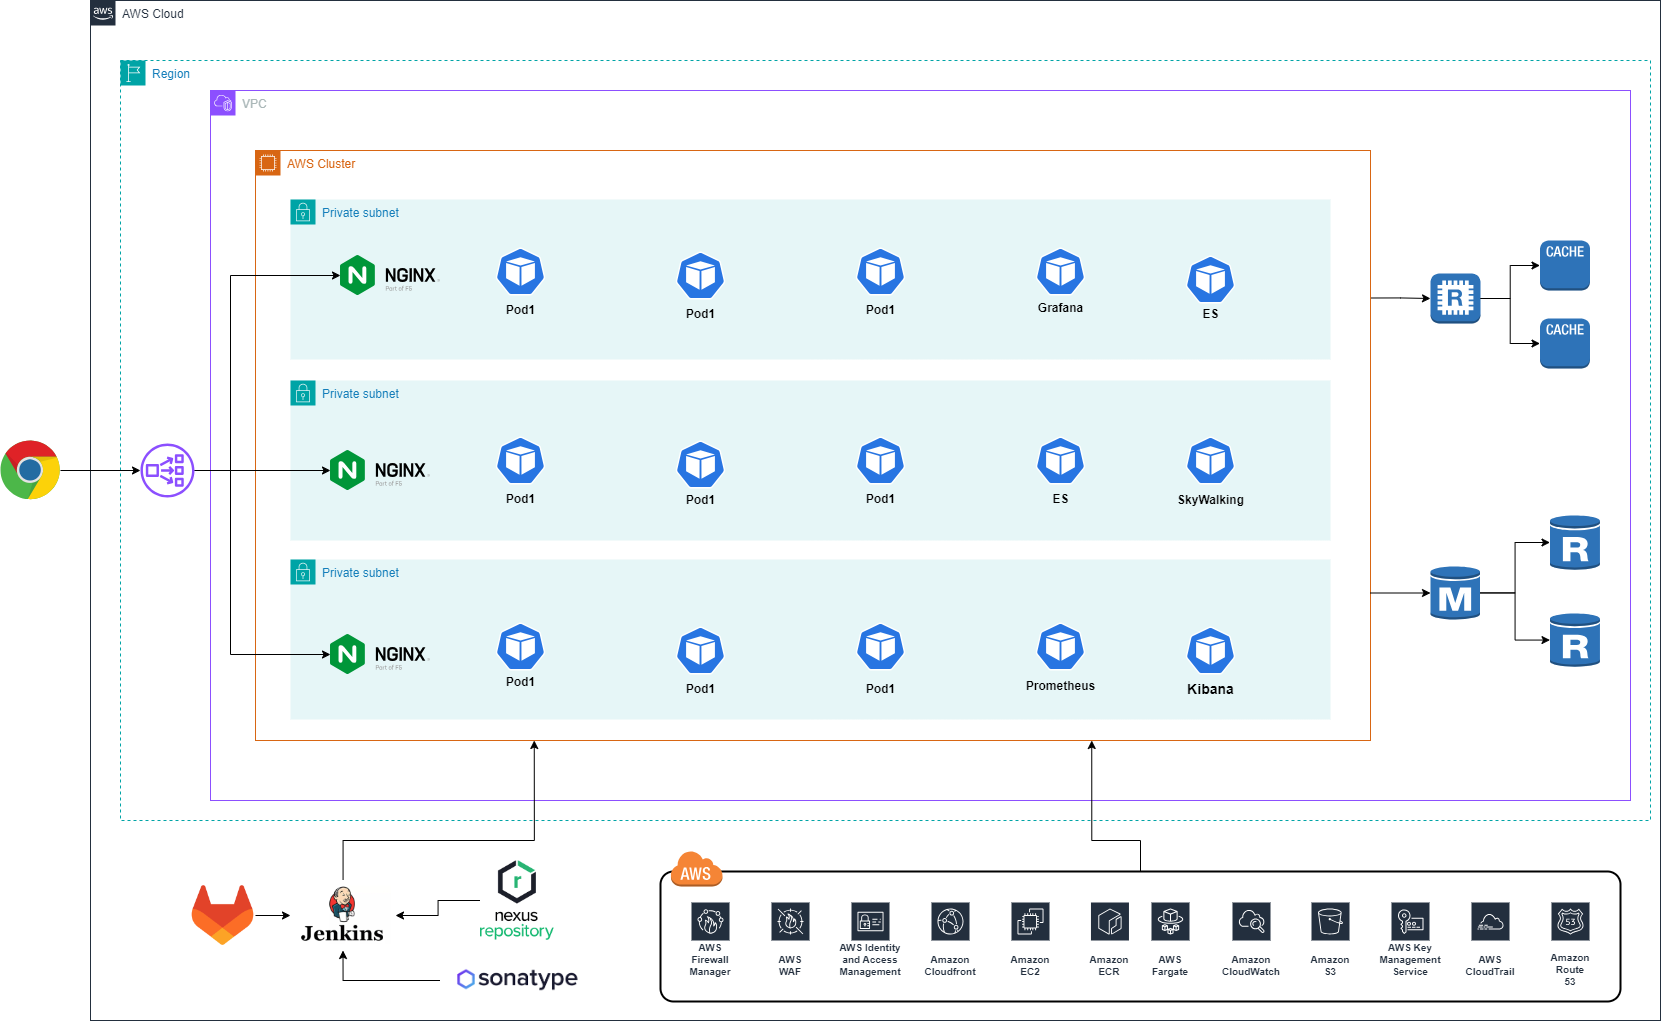 aws
AWS Cloud
Region
VPC
AWS Cluster
Private subnet
NGINX
Part of F5
Pod1
Pod1
Pod1
Grafana
ES
CACHE
R
CACHE
Private subnet
NGINX
Part of F5
Pod1
Pod1
Pod1
ES
SkyWalking
R
M
R
Private subnet
NGINX
Part of F5
Pod1
Pod1
Pod1
Prometheus
Kibana
Jenkins
r
nexus
repository
sonatype
AWS
AWS
Firewall
Manager
AWS
WAF
AWS Identity
and Access
Management
Amazon
Cloudfront
Amazon
EC2
Amazon
ECR
AWS
Fargate
Amazon
CloudWatch
Amazon
S3
AWS Key
Management
Service
AWS
CloudTrail
53
Amazon
Route
53